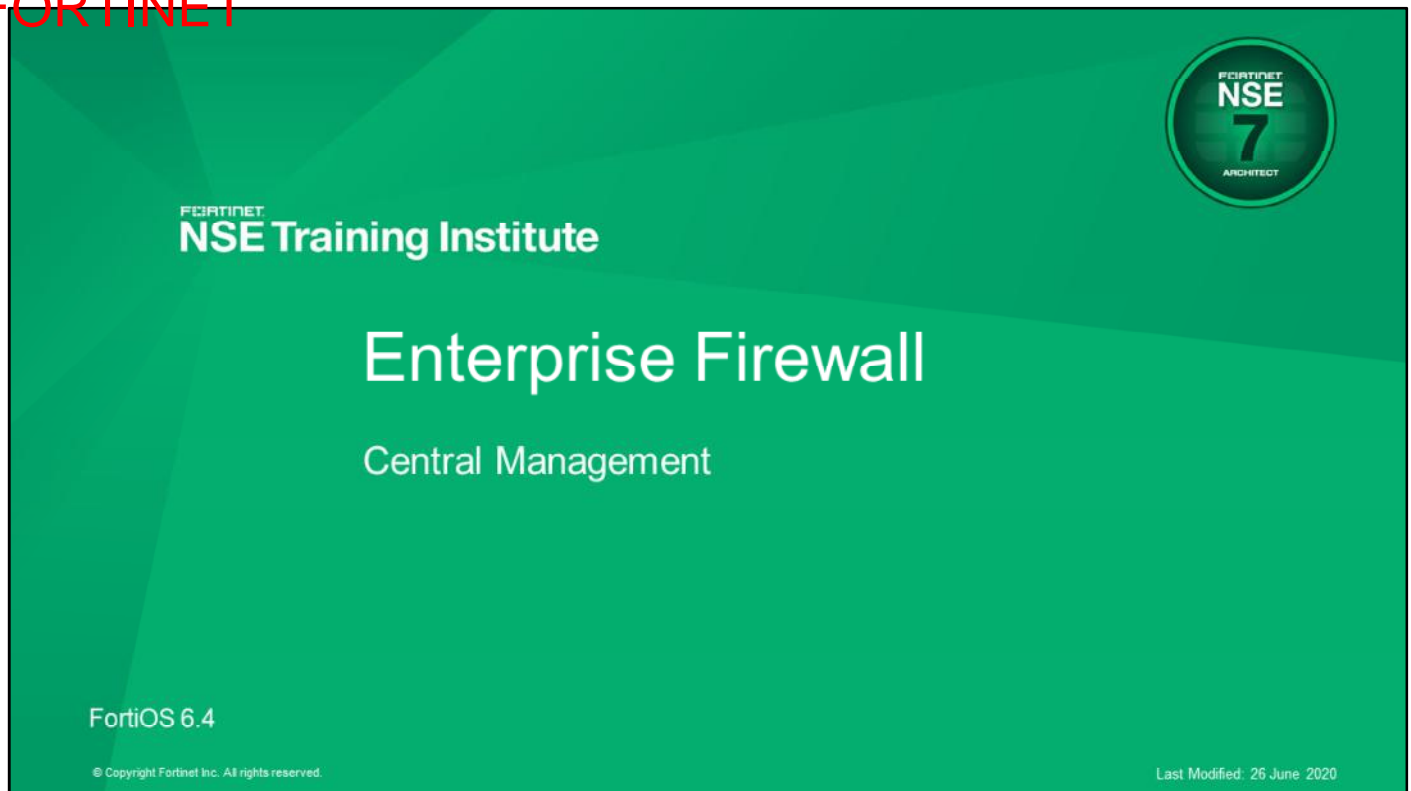 FORTINET
FORTINET
NSE
7
ARCHITECT
FORTINET
NSE Training Institute
Enterprise Firewall
Central Management
FortiOS 6.4
© Copyright Fortinet Inc. All rights reserved.
Last Modified: 26 June 2020